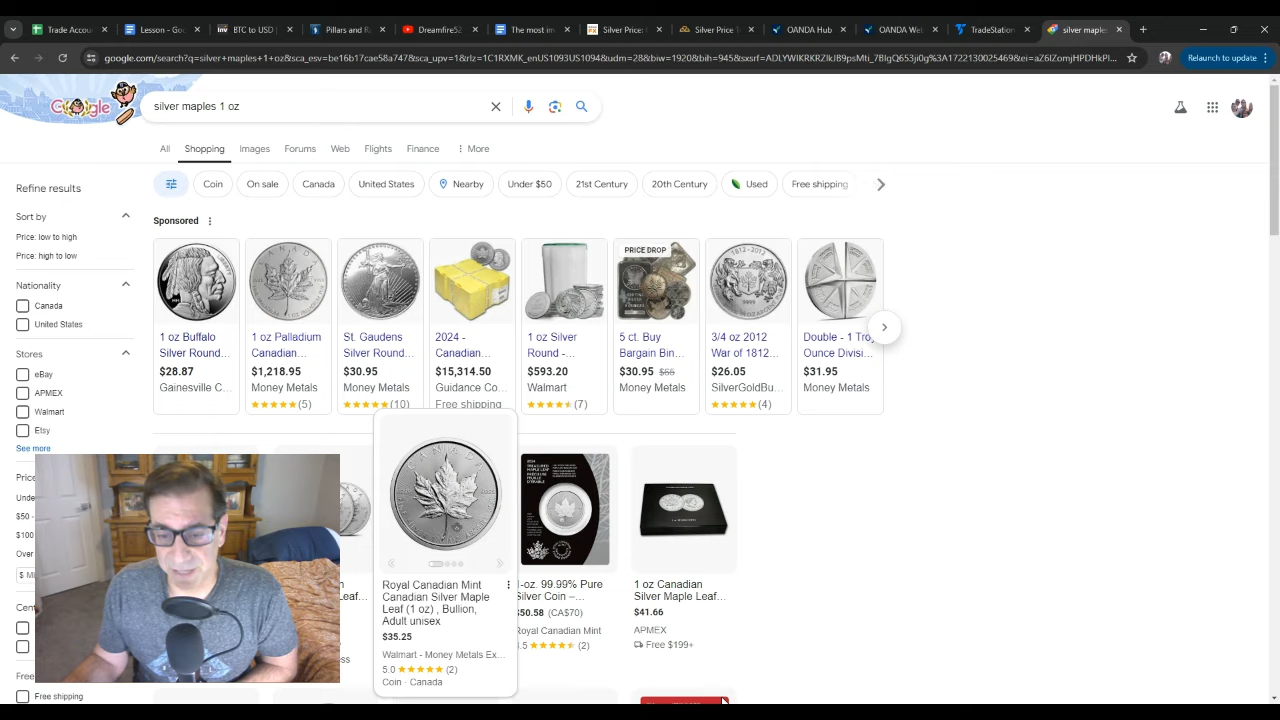 Trade Accou
Lesson - Go
BTC to USD
Pillars and R
Dreamfire52
The most im
Silver Price:
Silver Price
OANDA Hub
OANDA Web
TradeStation
silver maples
Relaunch to update
Google
silver maples 1 oz
All
Shopping
Images
Forums
Web
Flights
Finance
More
Coin
On sale
Canada
United States
Nearby
Under $50
21st Century
20th Century
Used
Free shipping
Refine results
Sort by
Price: low to high
Price: high to low
Nationality
Canada
United States
Stores
eBay
APMEX
Walmart
Etsy
See more
Sponsored
1 oz Buffalo
Silver Round...
$28.87
Gainesville C...
1 oz Palladium
Canadian...
$1,218.95
Money Metals
(5)
St. Gaudens
Silver Round...
$30.95
Money Metals
(10)
2024 -
Canadian...
$15,314.50
Guidance Co...
Free shipping
1 oz Silver
Round -...
$593.20
Walmart
(7)
PRICE DROP
5 ct. Buy
Bargain Bin...
$30.95 $66
Money Metals
1812-2012
3/4 oz 2012
War of 1812...
$26.05
SilverGoldBu...
(4)
Double - 1 Troy
Ounce Divisi...
$31.95
Money Metals
CANADA
Royal Canadian Mint
Canadian Silver Maple
Leaf (1 oz) , Bullion,
Adult unisex
$35.25
Walmart - Money Metals Ex...
5.0 (2)
Coin · Canada
1-oz. 99.99% Pure
Silver Coin –...
$50.58 (CA$70)
Royal Canadian Mint
(2)
1 oz Canadian
Silver Maple Leaf...
$41.66
APMEX
Free $199+
Free shipping